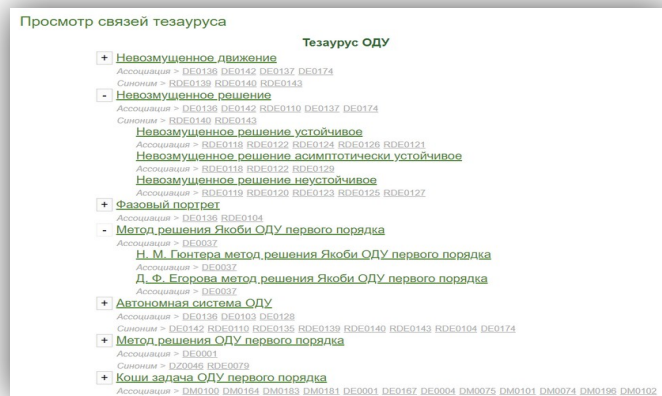 Просмотр связей тезауруса
Тезаурус ОДУ
+ Невозмущенное движение
Ассоциация > DE0136 DE0142 DE0137 DE0174
Синоним > RDE0139 RDE0140 RDE0143
- Невозмущенное решение
Ассоциация > DE0136 DE0142 RDE0110 DE0137 DE0174
Синоним > RDE0140 RDE0143
Невозмущенное решение устойчивое
Ассоциация > RDE0118 RDE0122 RDE0124 RDE0126 RDE0121
Невозмущенное решение асимптотически устойчивое
Ассоциация > RDE0118 RDE0122 RDE0129
Невозмущенное решение неустойчивое
Ассоциация > RDE0119 RDE0120 RDE0123 RDE0125 RDE0127
+ Фазовый портрет
Ассоциация > DE0136 RDE0104
- Метод решения Якоби ОДУ первого порядка
Ассоциация > DE0037
Н. М. Гюнтера метод решения Якоби ОДУ первого порядка
Ассоциация > DE0037
Д. Ф. Егорова метод решения Якоби ОДУ первого порядка
Ассоциация > DE0037
+ Автономная система ОДУ
Ассоциация > DE0136 DE0103 DE0128
Синоним > DE0142 RDE0110 RDE0135 RDE0139 RDE0140 RDE0143 RDE0104 DE0174
+ Метод решения ОДУ первого порядка
Ассоциация > DE0001
Синоним > DZ0046 RDE0079
+ Коши задача ОДУ первого порядка
Ассоциация > DM0100 DM0164 DM0183 DM0181 DE0001 DE0167 DE0004 DM0075 DM0101 DM0074 DM0196 DM0102